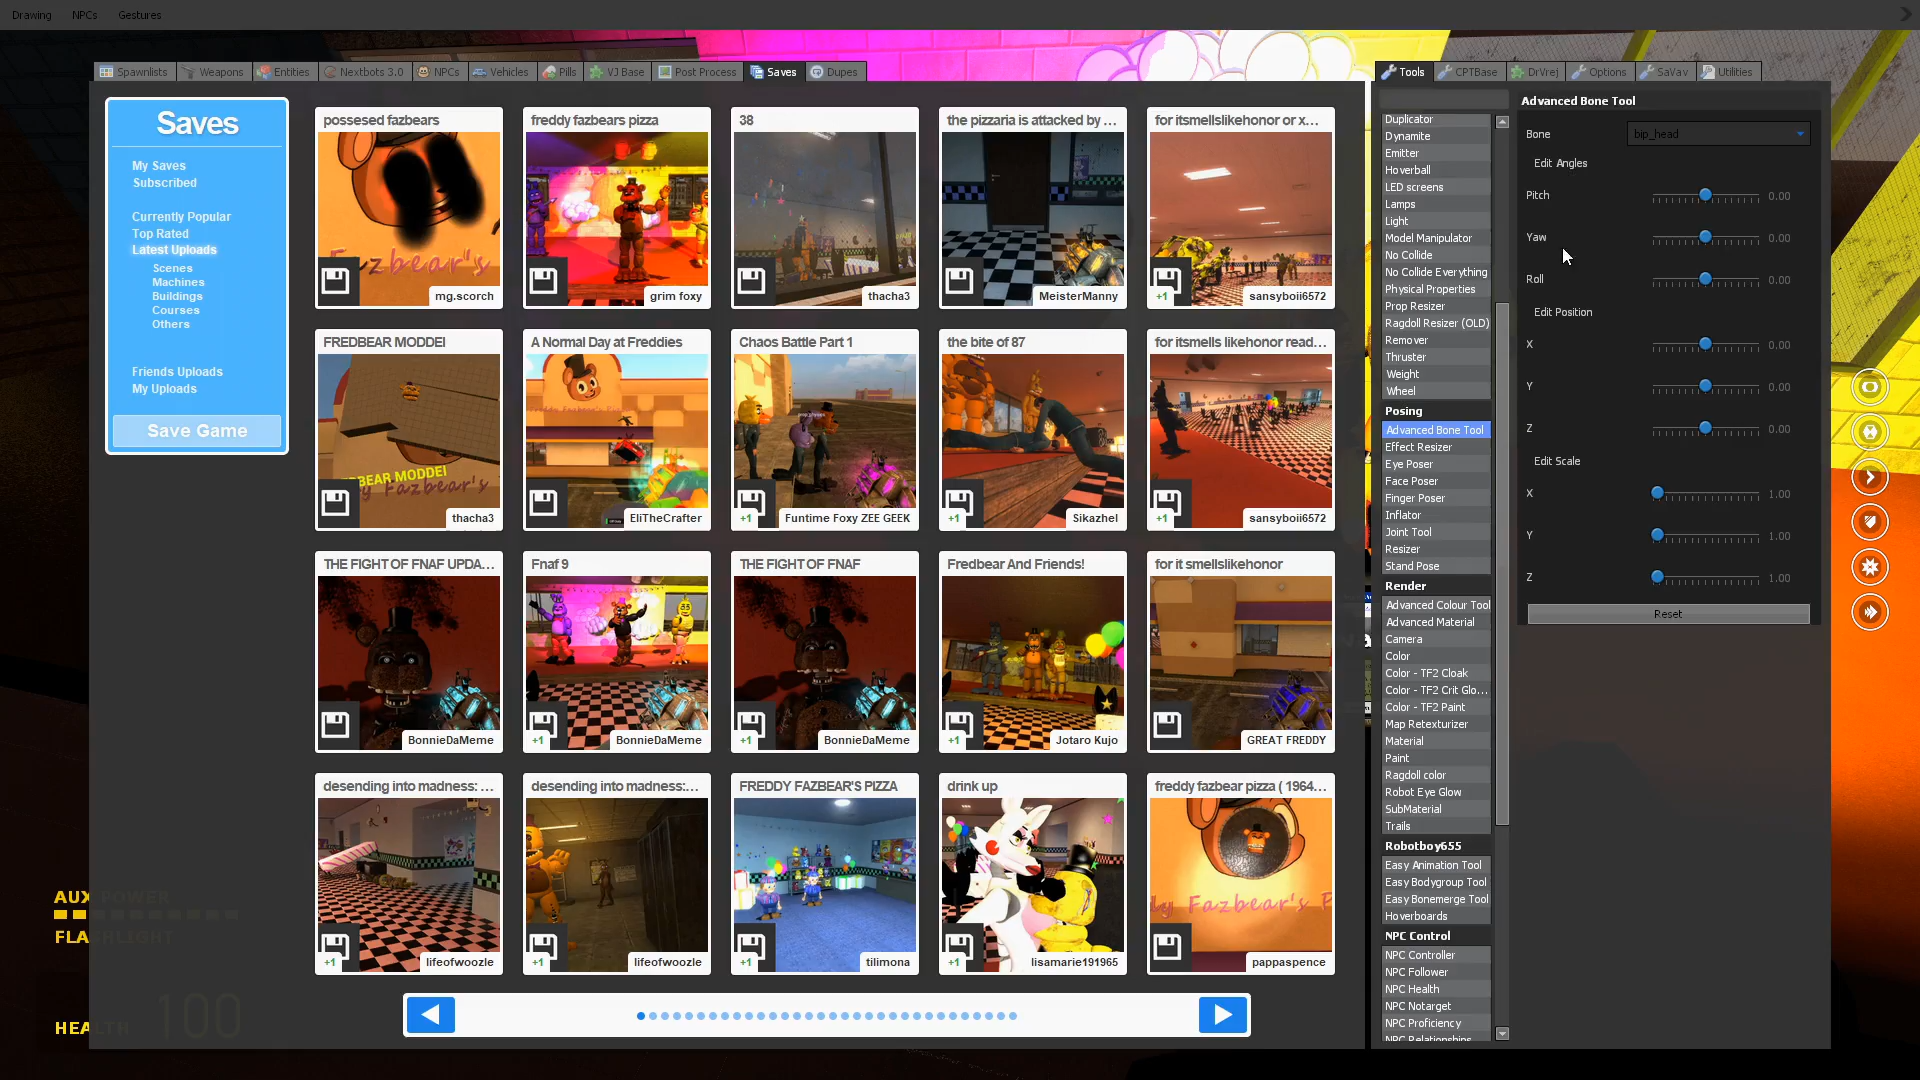 Drawing NPCs Gestures
Spawnlists Weapons Entities Nextbots 3.0 NPCs Vehicles Pills VJ Base Post Process Saves Dupes
Tools CPTBase DrVrej Options SaVav Utilities
Saves
My Saves
Subscribed
Currently Popular
Top Rated
Latest Uploads
Scenes
Machines
Buildings
Courses
Others
Friends Uploads
My Uploads
Save Game
possesed fazbears
mg.scorch
freddy fazbears pizza
grim foxy
38
thacha3
the pizzaria is attacked by ...
MeisterManny
for itsmellslikehonor or x...
+1
sansyboii6572
FREDBEAR MODDEI
thacha3
A Normal Day at Freddies
EliTheCrafter
Chaos Battle Part 1
+1
Funtime Foxy ZEE GEEK
the bite of 87
+1
Sikazhel
for itsmells likehonor read...
+1
sansyboii6572
THE FIGHT OF FNAF UPDA...
BonnieDaMeme
Fnaf 9
+1
BonnieDaMeme
THE FIGHT OF FNAF
+1
BonnieDaMeme
Fredbear And Friends!
+1
Jotaro Kujo
for it smellslikehonor
GREAT FREDDY
desending into madness: ...
+1
lifeofwoozle
desending into madness:...
+1
lifeofwoozle
FREDDY FAZBEAR'S PIZZA
+1
tilimona
drink up
+1
lisamarie191965
freddy fazbear pizza ( 1964...
pappaspence
AUX POWER
FLASHLIGHT
HEALTH 100
Duplicator
Dynamite
Emitter
Hoverball
LED screens
Lamps
Light
Model Manipulator
No Collide
No Collide Everything
Physical Properties
Prop Resizer
Ragdoll Resizer (OLD)
Remover
Thruster
Weight
Wheel
Posing
Advanced Bone Tool
Effect Resizer
Eye Poser
Face Poser
Finger Poser
Inflator
Joint Tool
Resizer
Stand Pose
Render
Advanced Colour Tool
Advanced Material
Camera
Color
Color - TF2 Cloak
Color - TF2 Crit Glo...
Color - TF2 Paint
Map Retexturizer
Material
Paint
Ragdoll color
Robot Eye Glow
SubMaterial
Trails
Robotboy655
Easy Animation Tool
Easy Bodygroup Tool
Easy Bonemerge Tool
Hoverboards
NPC Control
NPC Controller
NPC Follower
NPC Health
NPC Notarget
NPC Proficiency
NPC Relationships
Advanced Bone Tool
Bone bip_head
Edit Angles
Pitch 0.00
Yaw 0.00
Roll 0.00
Edit Position
X 0.00
Y 0.00
Z 0.00
Edit Scale
X 1.00
Y 1.00
Z 1.00
Reset